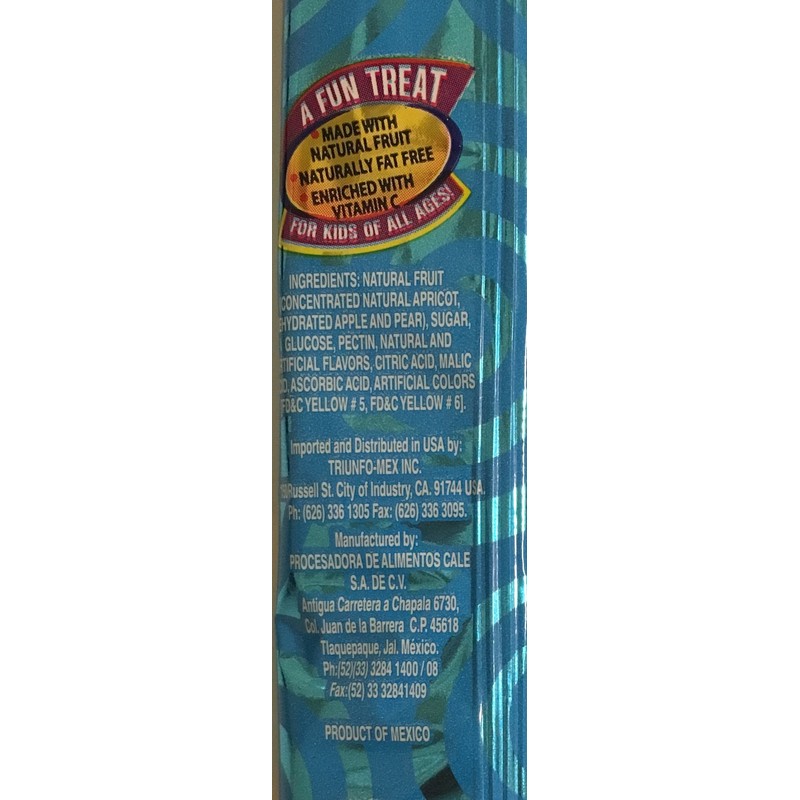 A FUN TREAT
• MADE WITH
NATURAL FRUIT
• NATURALLY FAT FREE
• ENRICHED WITH
VITAMIN C
FOR KIDS OF ALL AGES!
INGREDIENTS: NATURAL FRUIT
CONCENTRATED NATURAL APRICOT,
HYDRATED APPLE AND PEAR), SUGAR,
GLUCOSE, PECTIN, NATURAL AND
TIFICIAL FLAVORS, CITRIC ACID, MALIC
D, ASCORBIC ACID, ARTIFICIAL COLORS
FD&C YELLOW # 5, FD&C YELLOW # 6].
Imported and Distributed in USA by:
TRIUNFO-MEX INC.
Russell St. City of Industry, CA. 91744 USA.
Ph: (626) 336 1305 Fax: (626) 336 3095.
Manufactured by:
PROCESADORA DE ALIMENTOS CALE
S.A. DE C.V.
Antigua Carretera a Chapala 6730,
Col. Juan de la Barrera C.P. 45618
Tlaquepaque, Jal. México.
Ph:(52)(33) 3284 1400 / 08
Fax:(52) 33 32841409
PRODUCT OF MEXICO